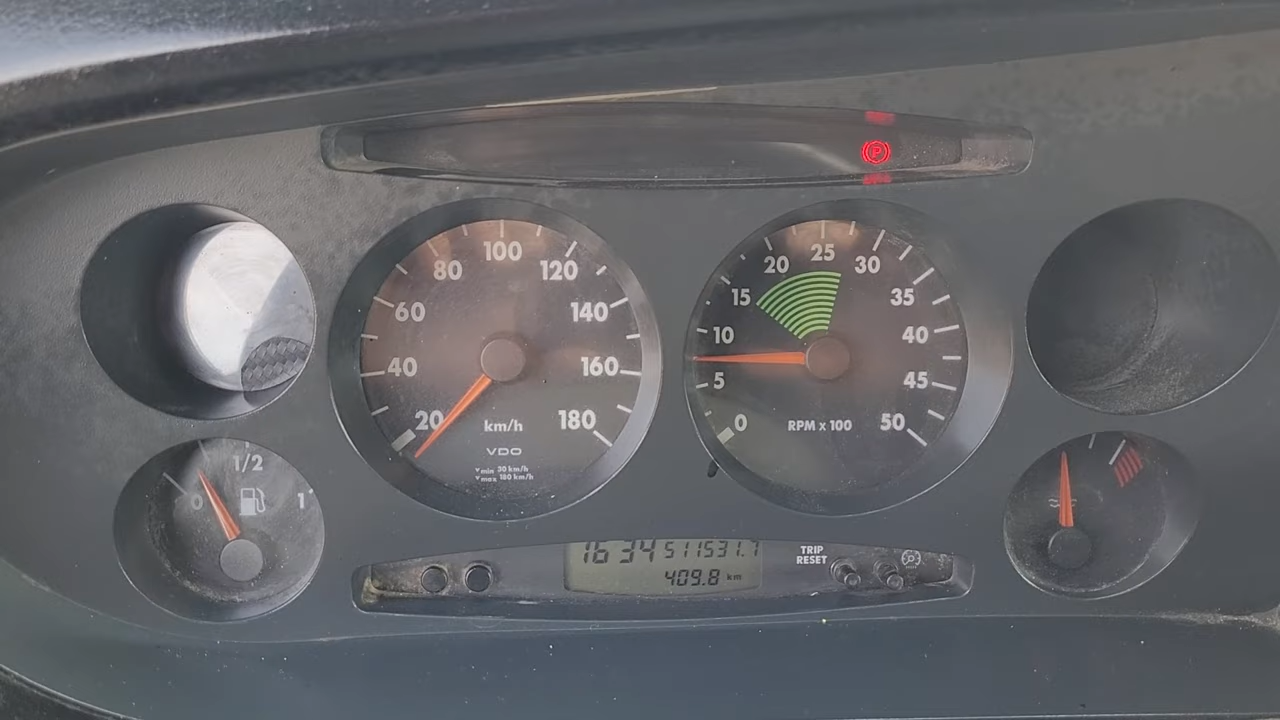 P
20
40
60
80
100
120
140
160
180
km/h
VDO
min 30 km/h
max 180 km/h
0
5
10
15
20
25
30
35
40
45
50
RPM x 100
0
1/2
1
16 34 511531.7
409.8 km
TRIP
RESET